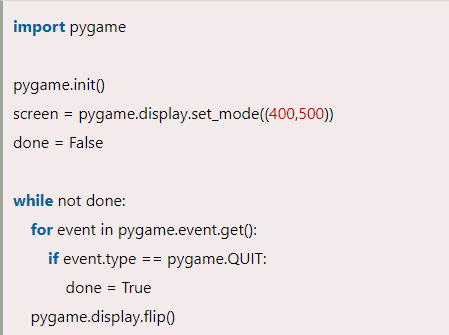 import pygame

pygame.init()
screen = pygame.display.set_mode((400,500))
done = False

while not done:
    for event in pygame.event.get():
        if event.type == pygame.QUIT:
            done = True
    pygame.display.flip()